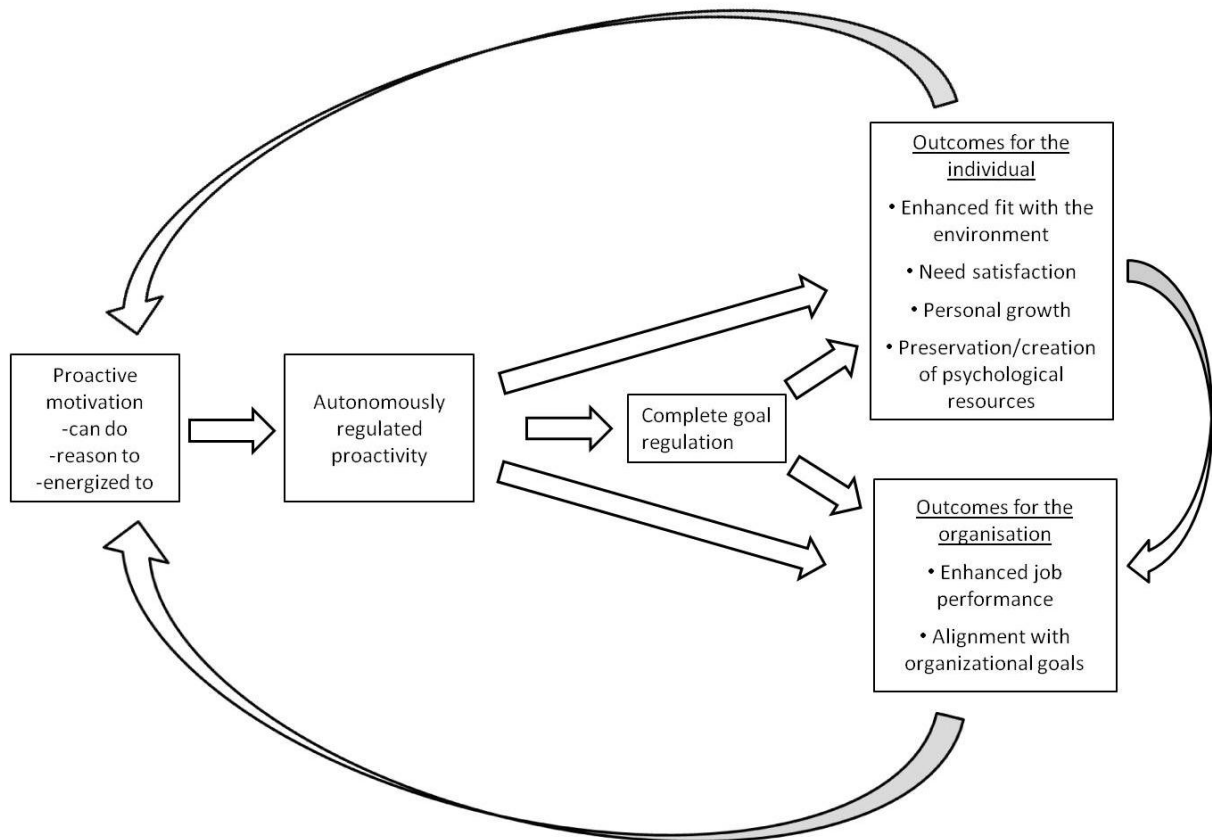 Outcomes for the
individual
• Enhanced fit with the
environment
• Need satisfaction
• Personal growth
• Preservation/creation
of psychological
resources
Proactive
motivation
-can do
-reason to
-energized to
Autonomously
regulated
proactivity
Complete goal
regulation
Outcomes for the
organisation
• Enhanced job
performance
• Alignment with
organizational goals